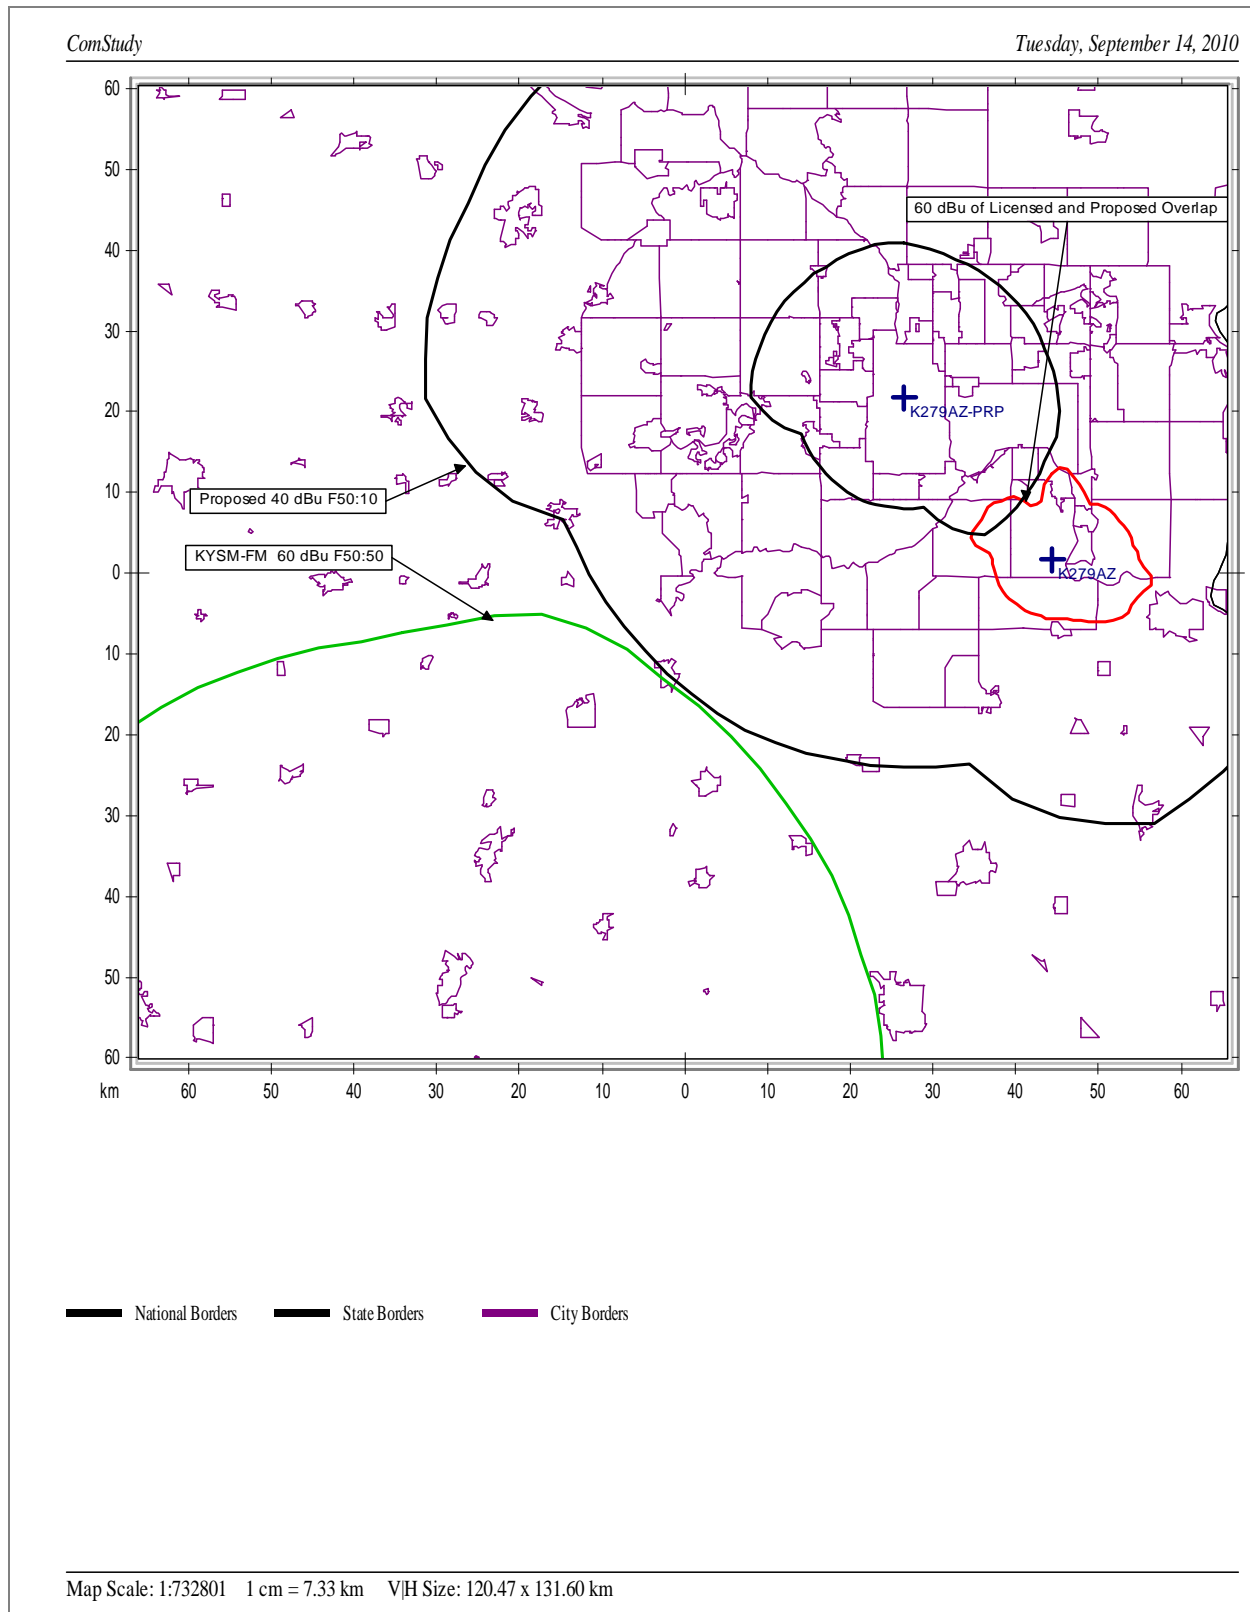 ComStudy
Tuesday, September 14, 2010
60
50
60 dBu of Licensed and Proposed Overlap
40
30
20
K279AZ-PRP
10
Proposed 40 dBu F50:10
KYSM-FM 60 dBu F50:50
0
K279AZ
10
20
30
40
50
60
km 60 50 40 30 20 10 0 10 20 30 40 50 60
National Borders State Borders City Borders
Map Scale: 1:732801 1 cm = 7.33 km V|H Size: 120.47 x 131.60 km